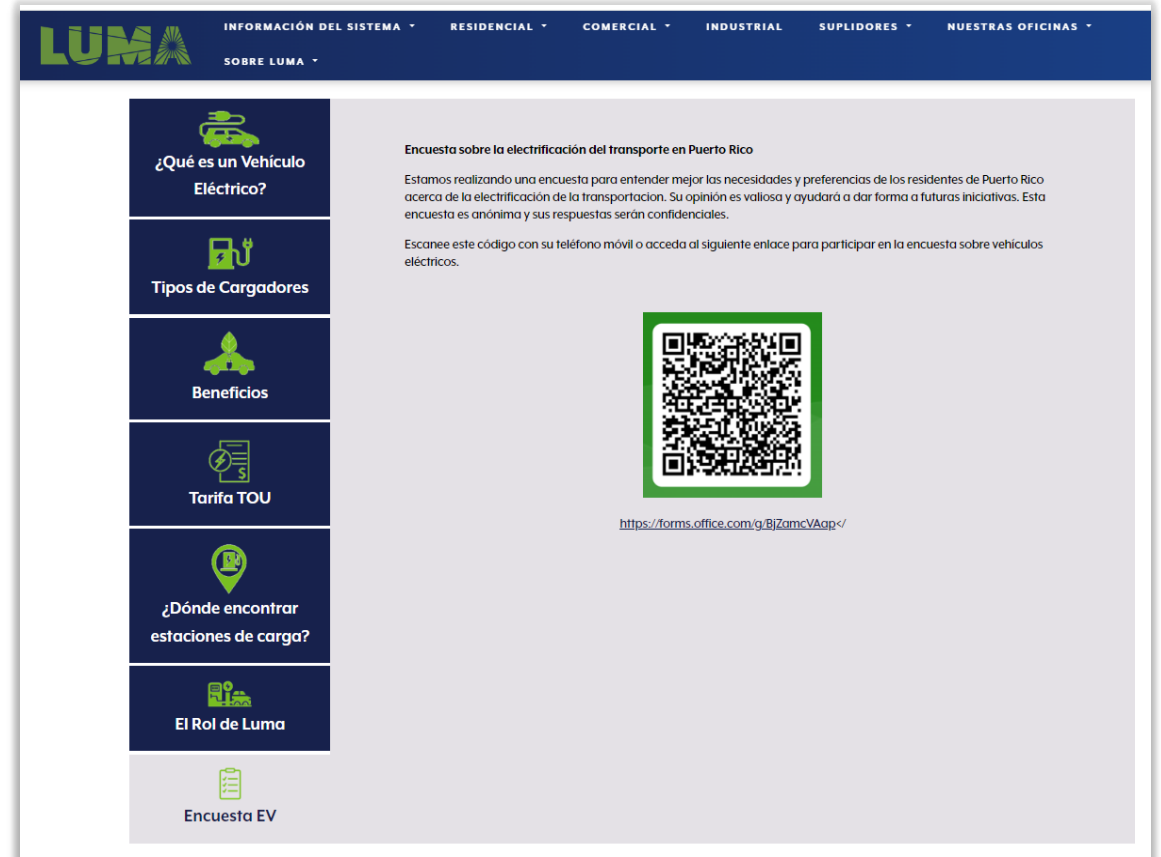 LUMA
INFORMACIÓN DEL SISTEMA
RESIDENCIAL
COMERCIAL
INDUSTRIAL
SUPLIDORES
NUESTRAS OFICINAS
SOBRE LUMA
¿Qué es un Vehículo
Eléctrico?
Tipos de Cargadores
Beneficios
Tarifa TOU
¿Dónde encontrar
estaciones de carga?
El Rol de Luma
Encuesta EV
Encuesta sobre la electrificación del transporte en Puerto Rico
Estamos realizando una encuesta para entender mejor las necesidades y preferencias de los residentes de Puerto Rico
acerca de la electrificación de la transportacion. Su opinión es valiosa y ayudará a dar forma a futuras iniciativas. Esta
encuesta es anónima y sus respuestas serán confidenciales.
Escanee este código con su teléfono móvil o acceda al siguiente enlace para participar en la encuesta sobre vehículos
eléctricos.
https://forms.office.com/g/BjZamcVAap</